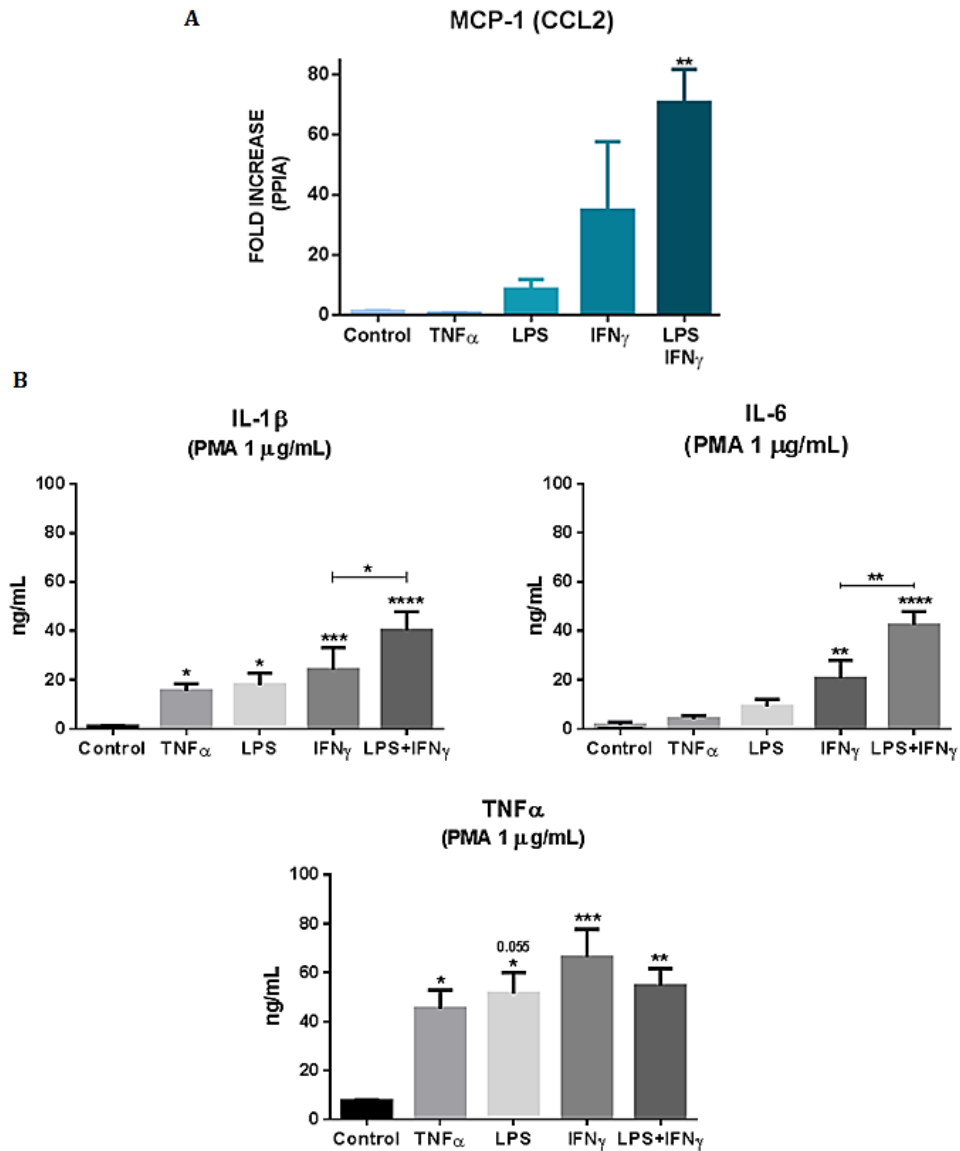 A
MCP-1 (CCL2)
FOLD INCREASE
(PPIA)
80
60
40
20
0
**
Control TNFα LPS IFNγ LPS
IFNγ
B
IL-1β
(PMA 1 μg/mL)
ng/mL
100
80
60
40
20
0
*
*
***
****
*
Control TNFα LPS IFNγ LPS+IFNγ
IL-6
(PMA 1 μg/mL)
ng/mL
100
80
60
40
20
0
**
****
**
Control TNFα LPS IFNγ LPS+IFNγ
TNFα
(PMA 1 μg/mL)
ng/mL
100
80
60
40
20
0
*
0.055
*
***
**
Control TNFα LPS IFNγ LPS+IFNγ